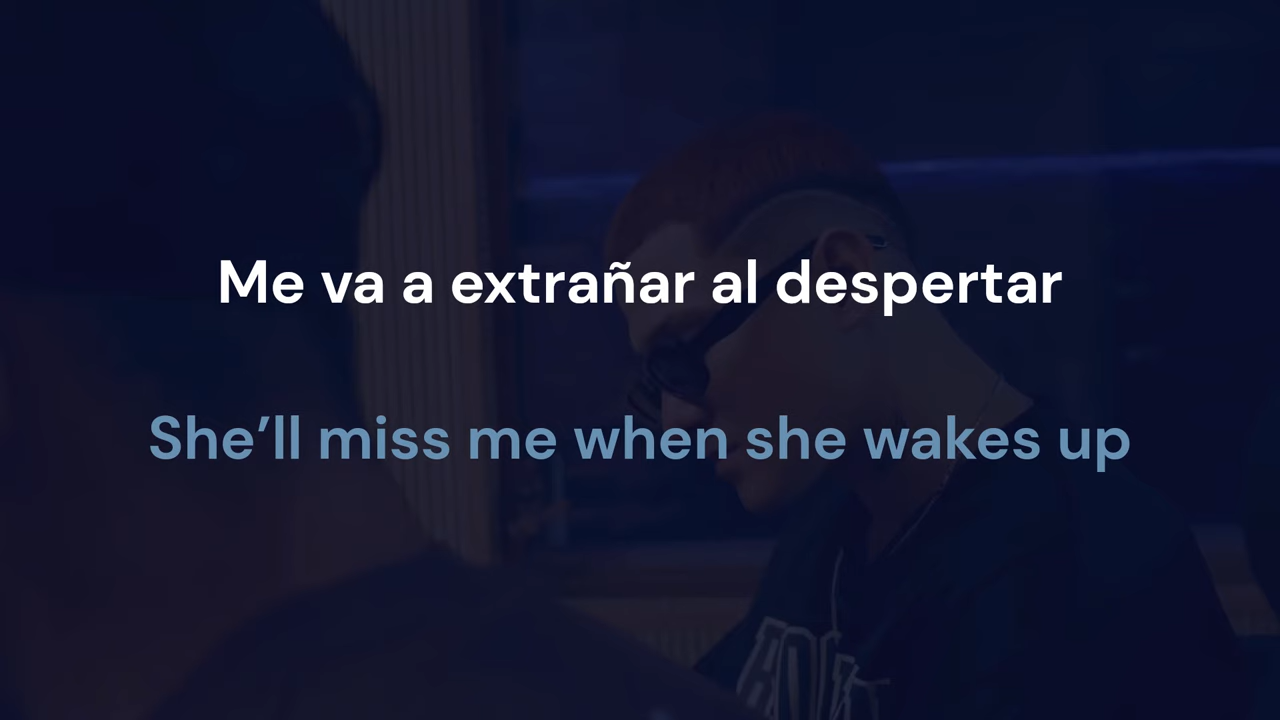 Me va a extrañar al despertar
She’ll miss me when she wakes up